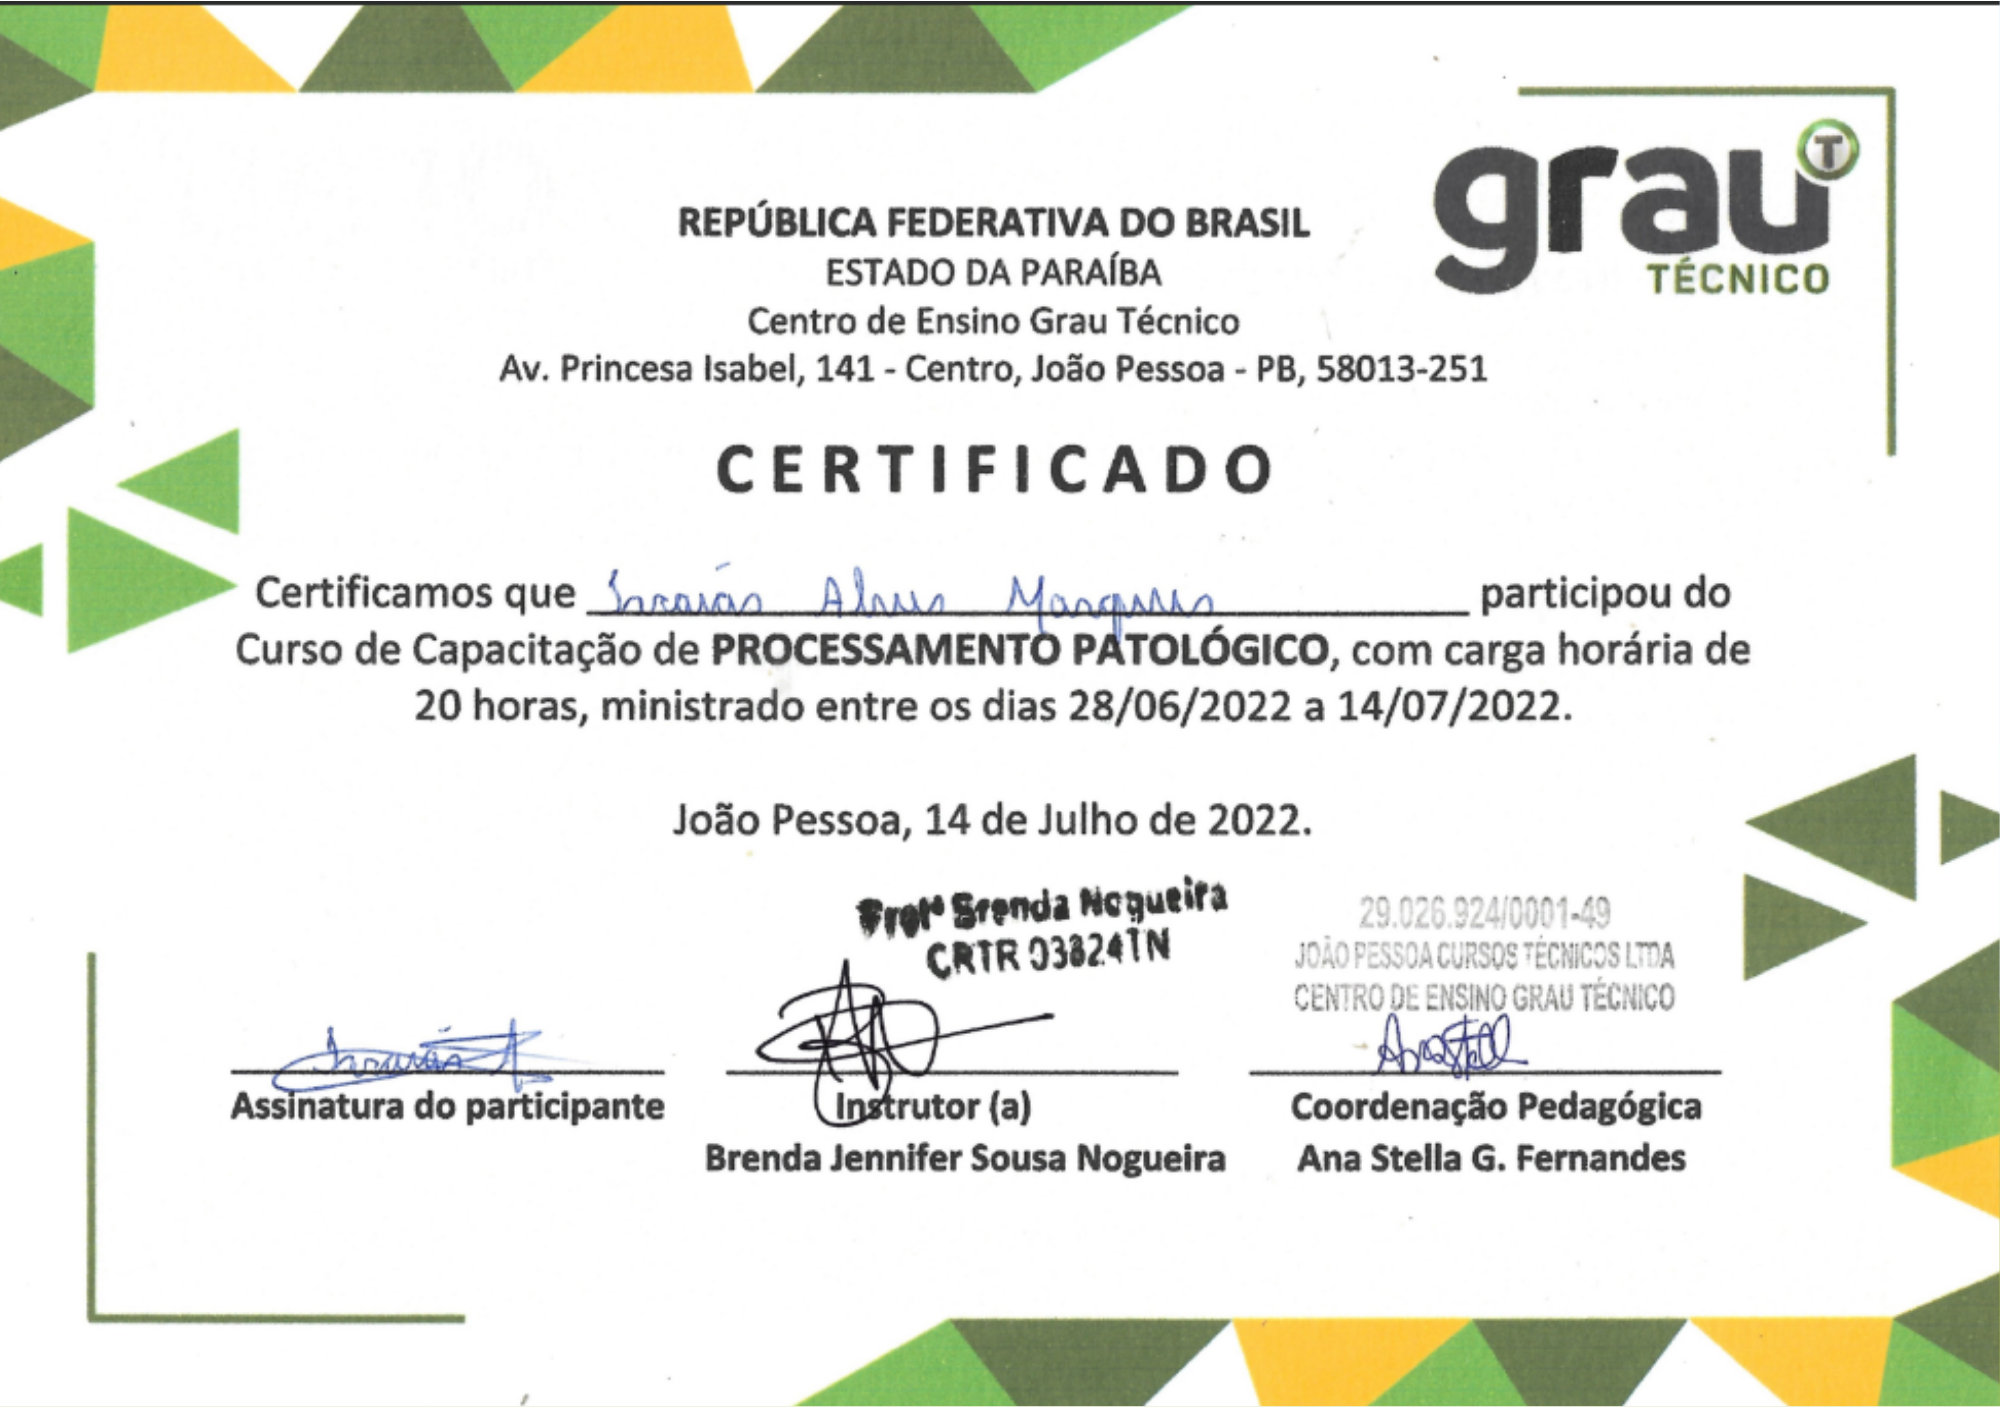 grau T
TÉCNICO
REPÚBLICA FEDERATIVA DO BRASIL
ESTADO DA PARAÍBA
Centro de Ensino Grau Técnico
Av. Princesa Isabel, 141 - Centro, João Pessoa - PB, 58013-251
CERTIFICADO
Certificamos que Alves Marques participou do
Curso de Capacitação de PROCESSAMENTO PATOLÓGICO, com carga horária de
20 horas, ministrado entre os dias 28/06/2022 a 14/07/2022.
João Pessoa, 14 de Julho de 2022.
Profª Brenda Nogueira
CRTR
29.026.924/0001-49
JOÃO PESSOA CURSOS TÉCNICOS LTDA
CENTRO DE ENSINO GRAU TÉCNICO
Assinatura do participante
Instrutor (a)
Coordenação Pedagógica
Brenda Jennifer Sousa Nogueira
Ana Stella G. Fernandes